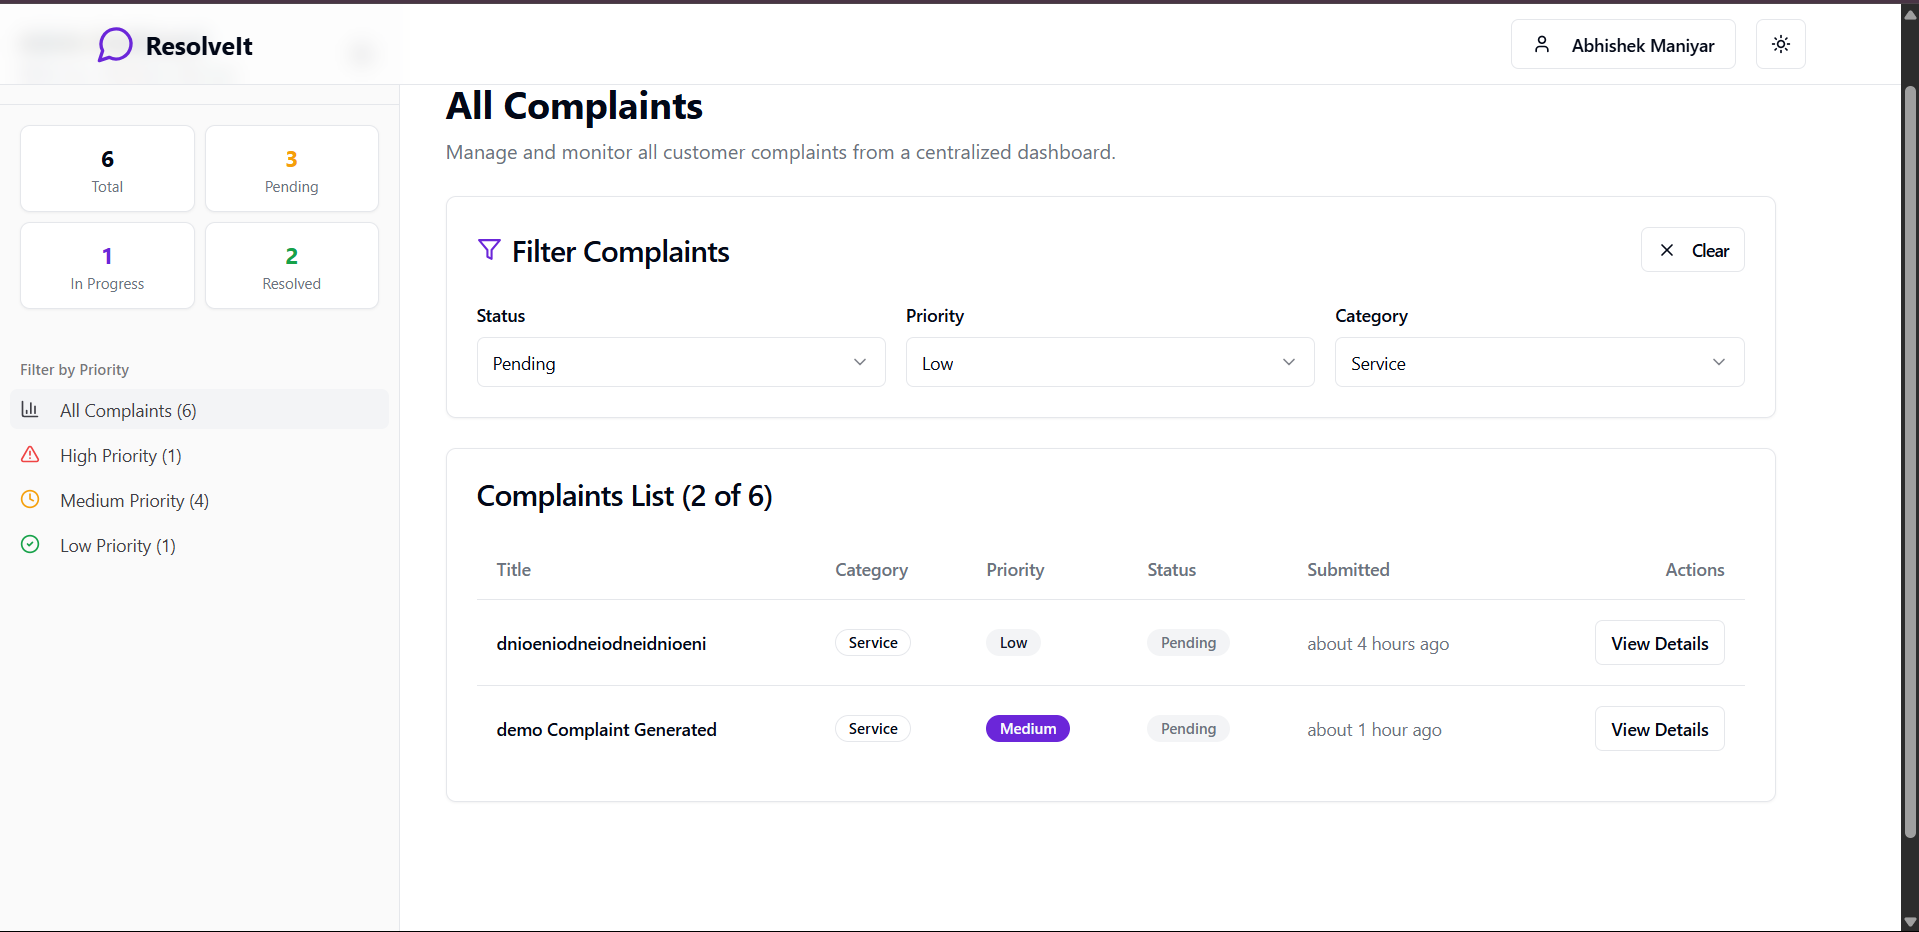 ResolveIt
Abhishek Maniyar
6
Total
3
Pending
1
In Progress
2
Resolved
Filter by Priority
All Complaints (6)
High Priority (1)
Medium Priority (4)
Low Priority (1)
All Complaints
Manage and monitor all customer complaints from a centralized dashboard.
Filter Complaints
Clear
Status
Priority
Category
Pending
Low
Service
Complaints List (2 of 6)
Title Category Priority Status Submitted Actions
dnioeniodneiodneidnioeni Service Low Pending about 4 hours ago View Details
demo Complaint Generated Service Medium Pending about 1 hour ago View Details